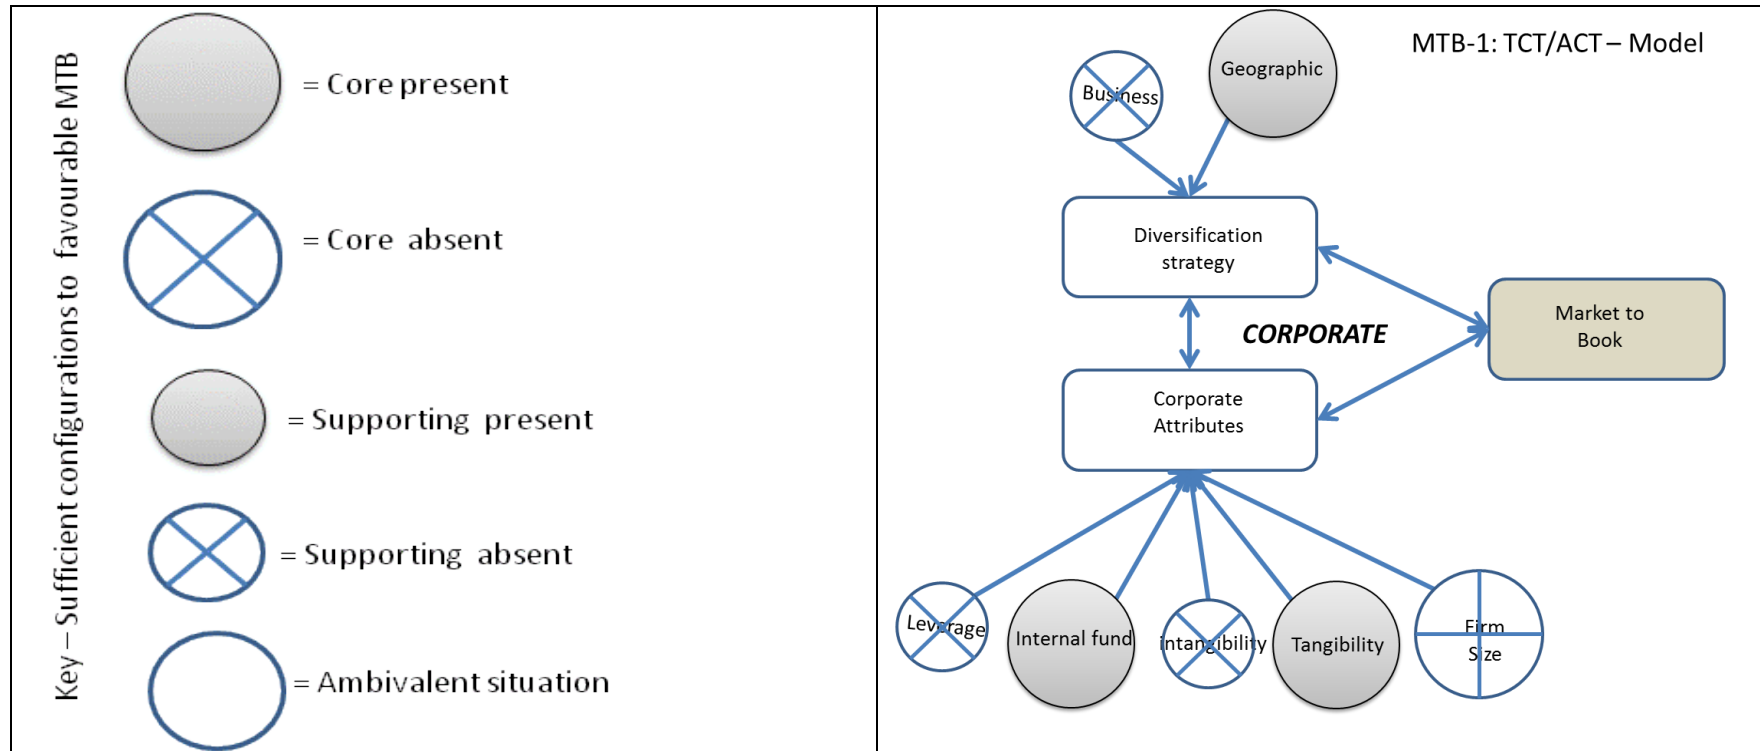 Key – Sufficient configurations to favourable MTB
= Core present
= Core absent
= Supporting present
= Supporting absent
= Ambivalent situation
MTB-1: TCT/ACT – Model
Business
Geographic
Diversification
strategy
CORPORATE
Market to
Book
Corporate
Attributes
Leverage
Internal fund
intangibility
Tangibility
Firm
Size